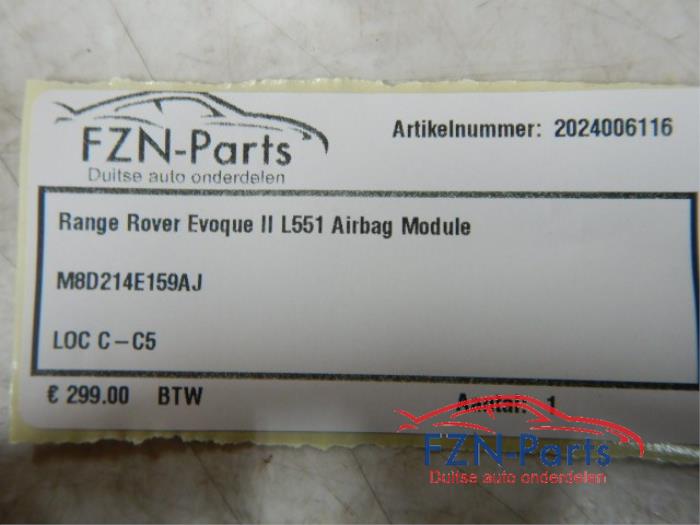 FZN-Parts
Duitse auto onderdelen
Artikelnummer: 2024006116
Range Rover Evoque II L551 Airbag Module
M8D214E159AJ
LOC C-C5
€ 299.00 BTW
Aantal: 1
FZN-Parts
Duitse auto onderdelen